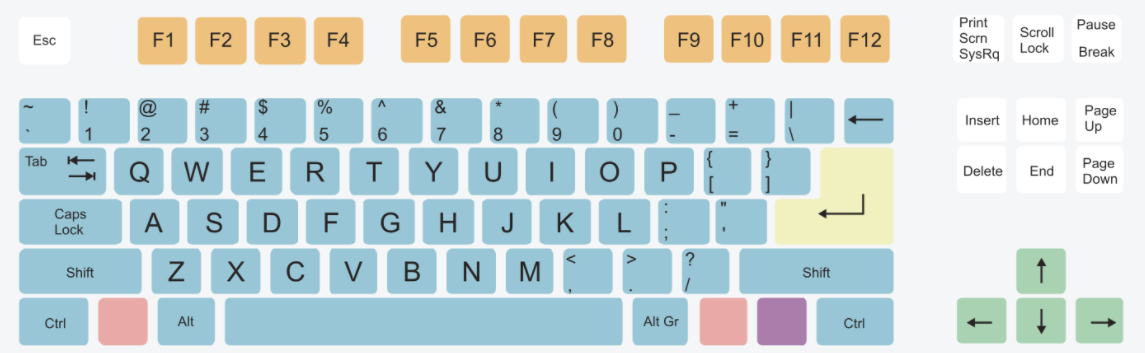 Esc F1 F2 F3 F4 F5 F6 F7 F8 F9 F10 F11 F12 Print Scrn SysRq Scroll Lock Pause Break
~ ! @ # $ % ^ & * ( ) _ + |
` 1 2 3 4 5 6 7 8 9 0 - = \ ← Insert Home Page Up
Tab Q W E R T Y U I O P { [ } ] Delete End Page Down
Caps Lock A S D F G H J K L : ; " '
Shift Z X C V B N M < , > . ? / Shift ↑
Ctrl Alt Alt Gr Ctrl ← ↓ →